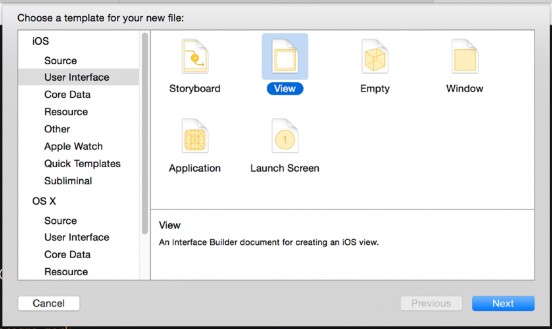 Choose a template for your new file:
iOS
Source
User Interface
Core Data
Resource
Other
Apple Watch
Quick Templates
Subliminal
OS X
Source
User Interface
Core Data
Resource
Storyboard
View
Empty
Window
Application
1
Launch Screen
View
An Interface Builder document for creating an iOS view.
Cancel
Previous
Next